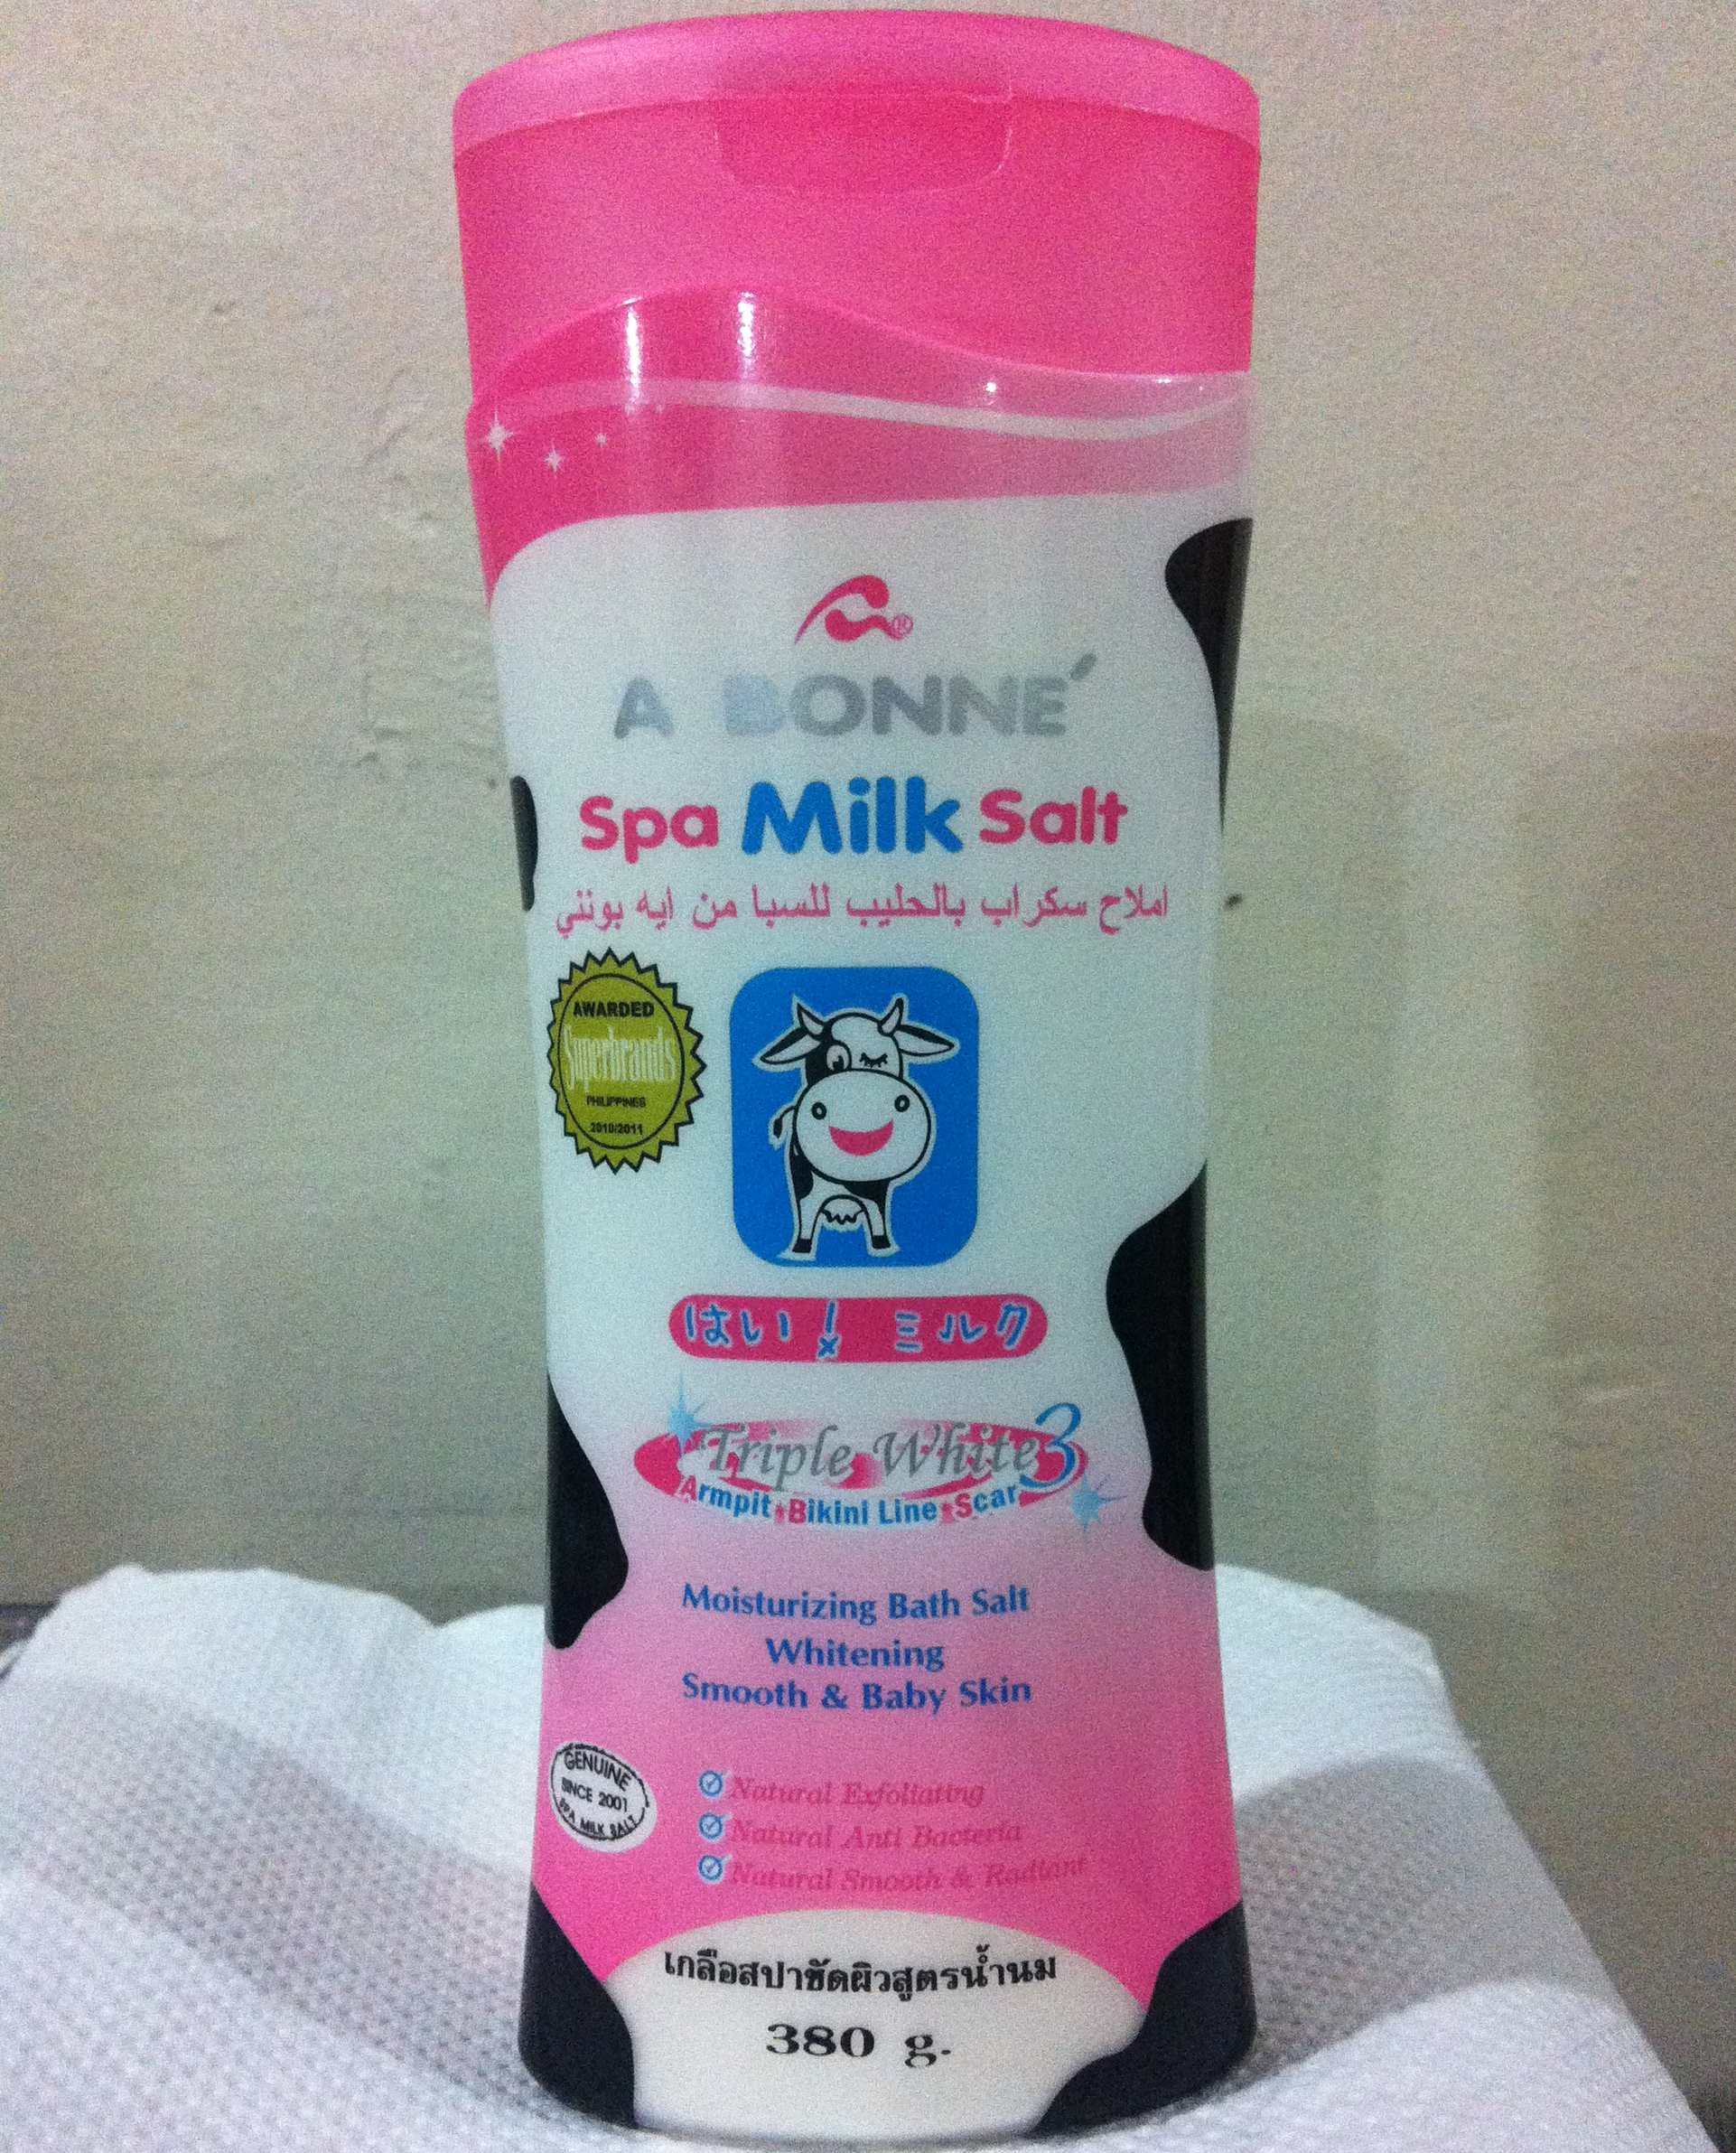 ®
A BONNE´
Spa Milk Salt
املاح سكراب بالحليب للسبا من ايه بونني
AWARDED
Superbrands
PHILIPPINES
2010/2011
はい! ミルク
Triple White 3
Armpit Bikini Line Scar
Moisturizing Bath Salt
Whitening
Smooth & Baby Skin
GENUINE
SINCE 2001
SPA MILK SALT
Natural Exfoliating
Natural Anti Bacteria
Natural Smooth & Radiant
เกลือสปาขัดผิวสูตรน้ำนม
380 g.